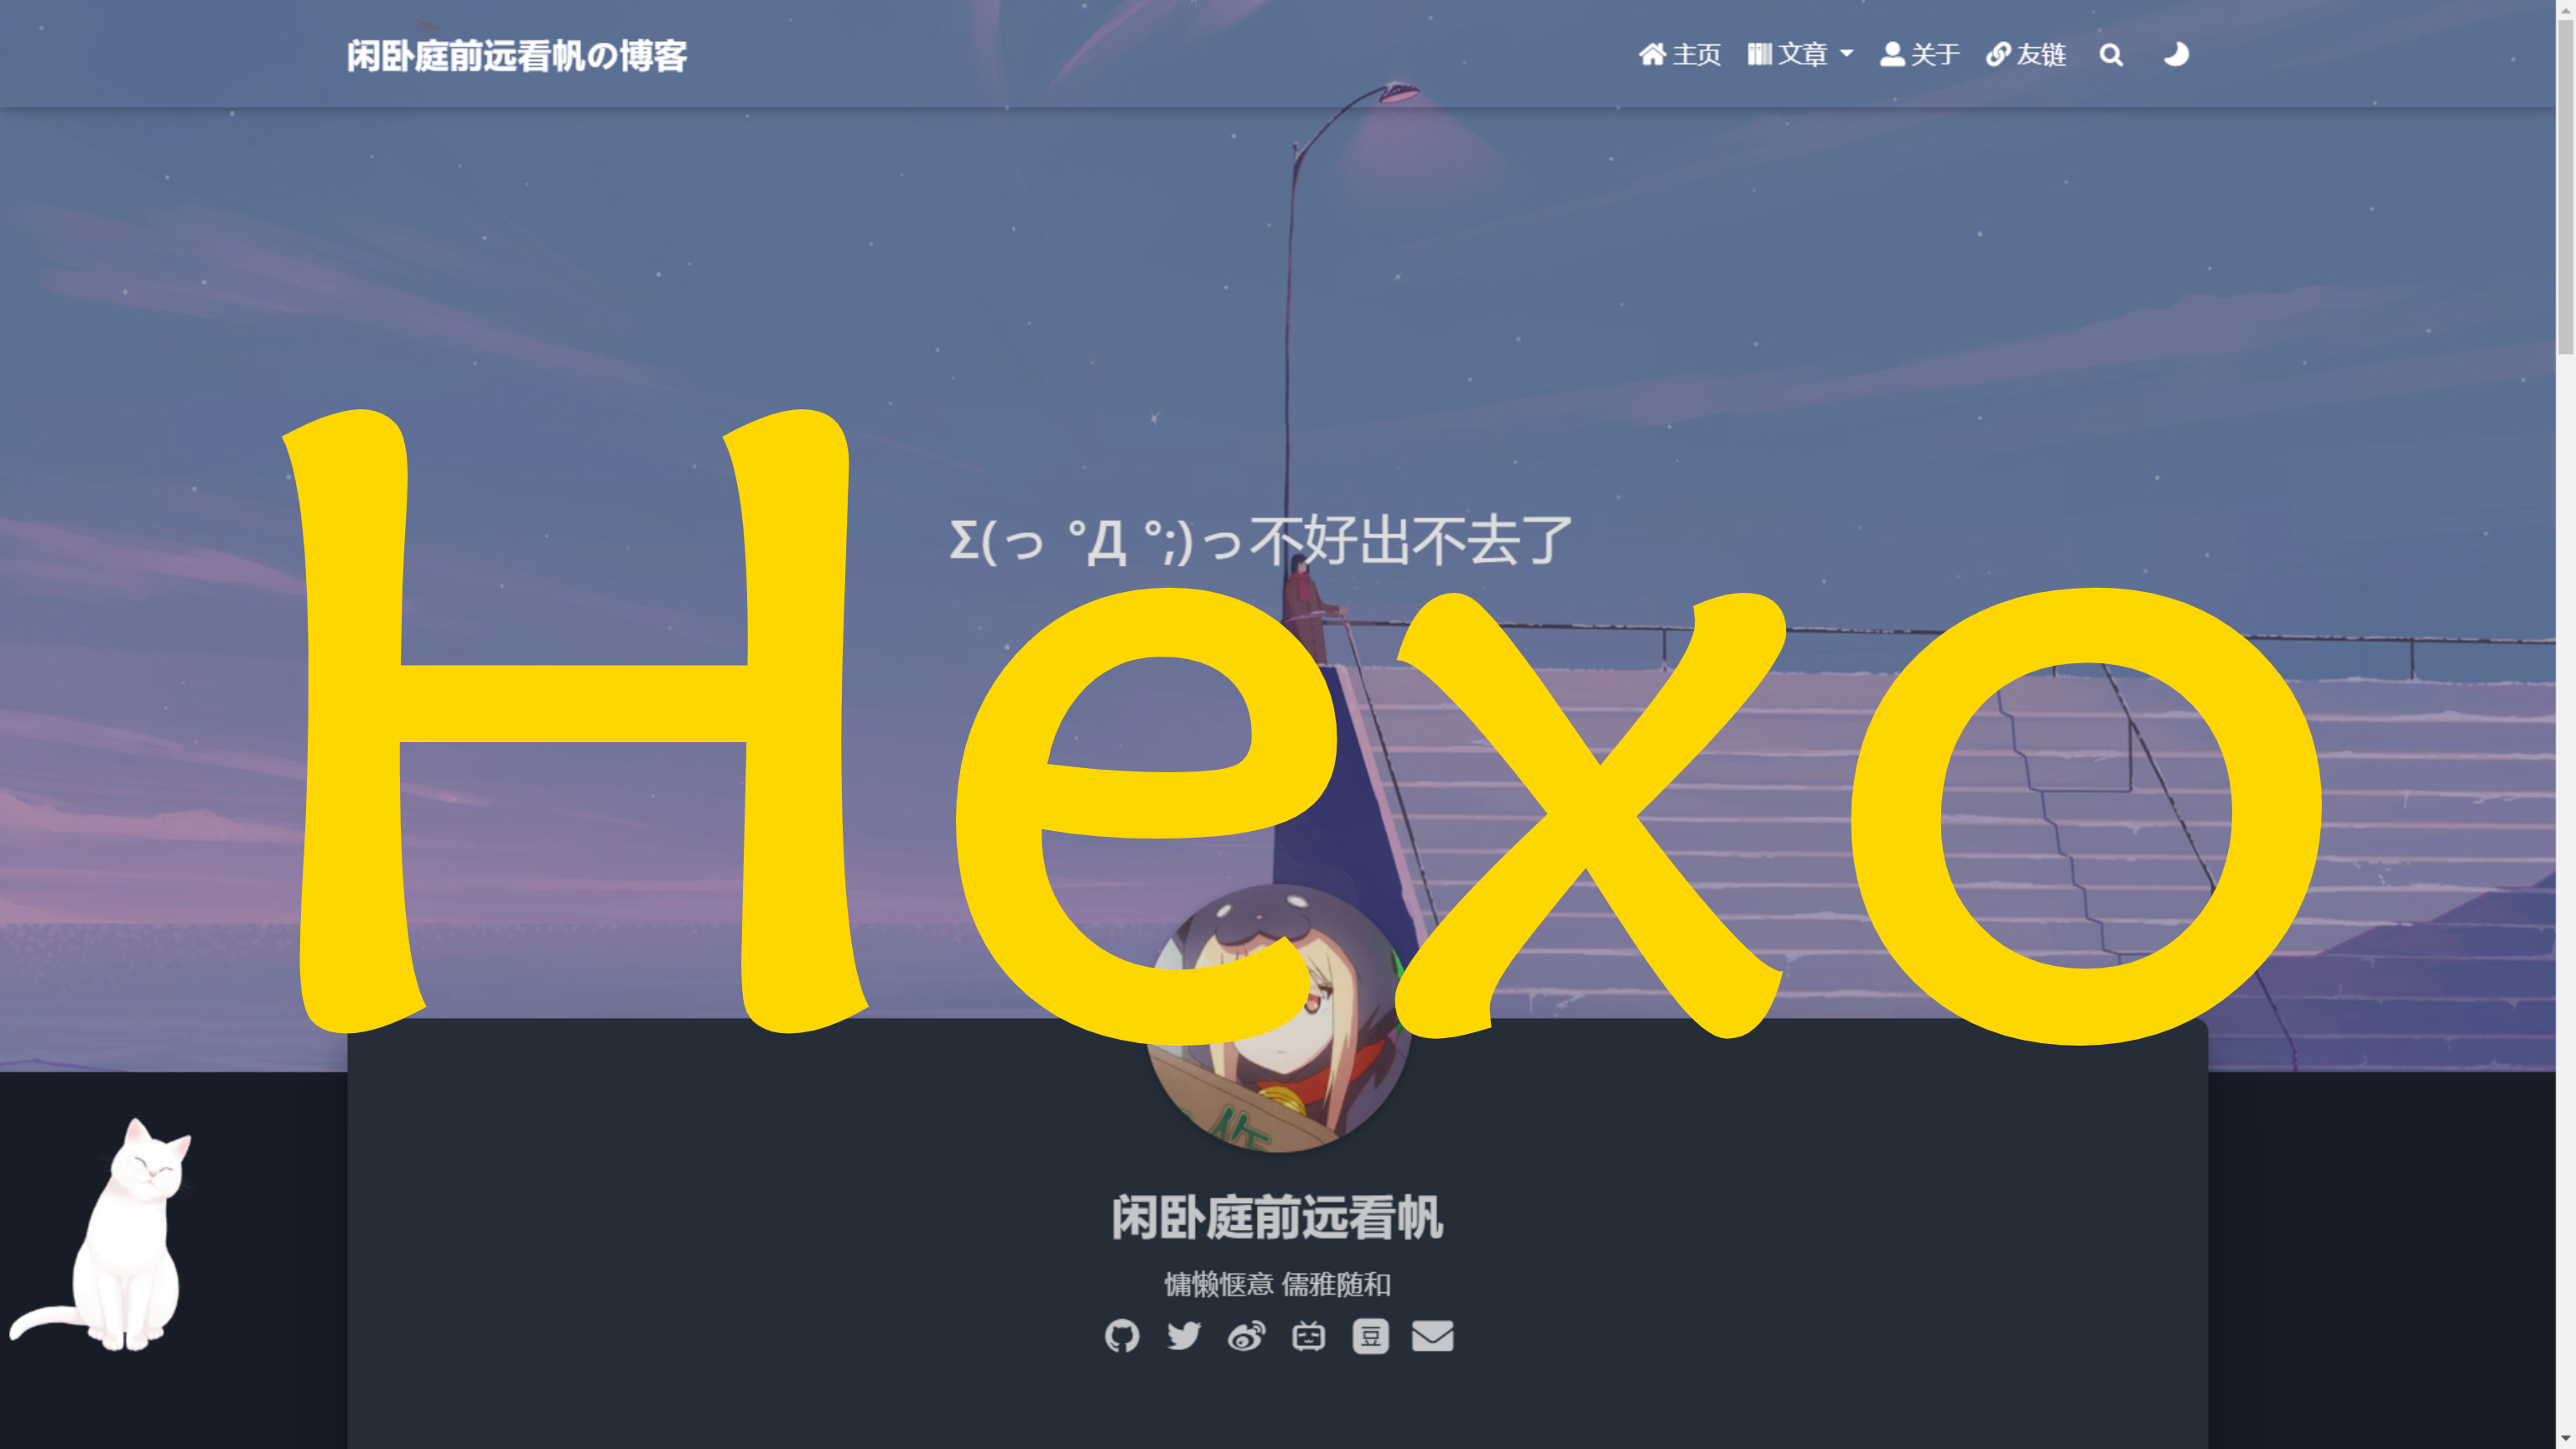 闲卧庭前远看帆の博客
主页 文章 关于 友链
Σ(っ °Д °;)っ不好出不去了
Hexo
闲卧庭前远看帆
慵懒惬意 儒雅随和
豆